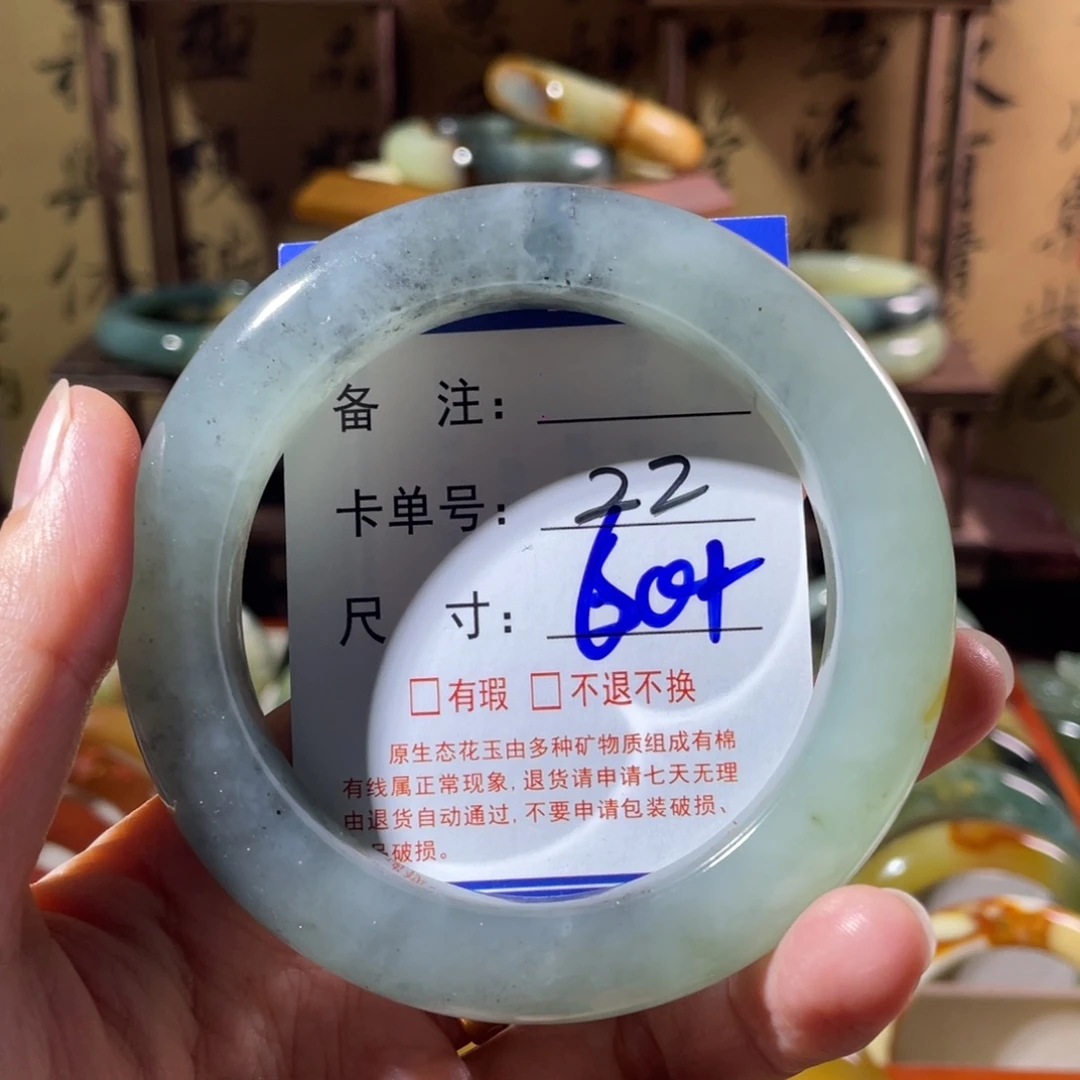 备 注：
卡单号：22
尺 寸：60+
□有瑕 □不退不换
原生态花玉由多种矿物质组成有棉
有线属正常现象，退货请申请七天无理
由退货自动通过，不要申请包装破损、
破损。